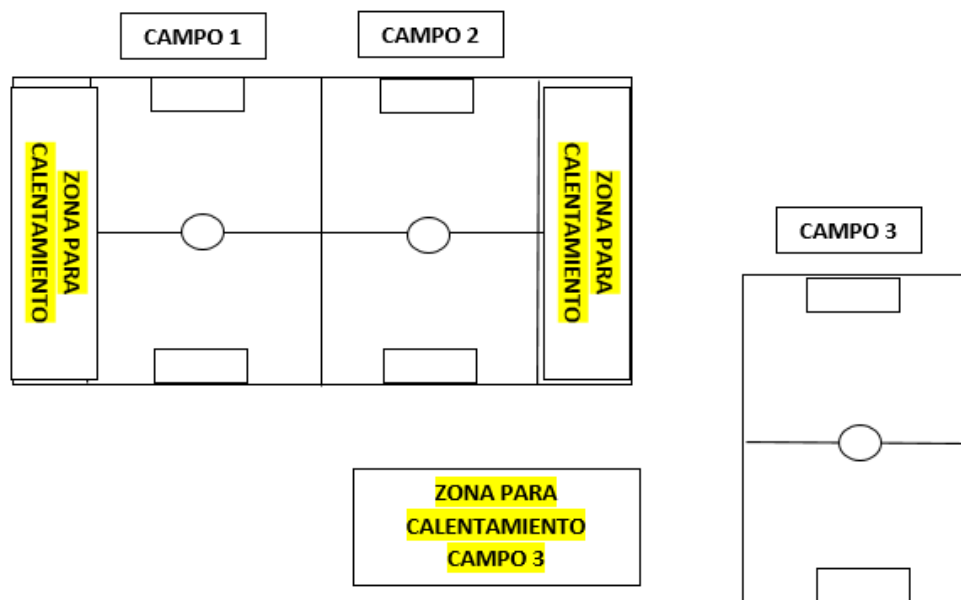 CAMPO 1
CAMPO 2
ZONA PARA
CALENTAMIENTO
ZONA PARA
CALENTAMIENTO
CAMPO 3
ZONA PARA
CALENTAMIENTO
CAMPO 3